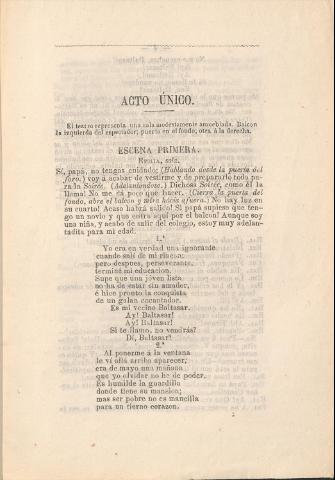 ACTO ÚNICO.
El teatro representa una sala modestamente amueblada. Balcon
la izquierda del espectador; puerta en el fondo; otra á la derecha.
ESCENA PRIMERA.
EMILIA, sola.
Sí, papá, no tengas cuidado; (Hablando desde la puerta del
foro.) voy á acabar de vestirme y de prepararlo todo pa-
ra la Soirée. (Adelantándose.) Dichosa Soirée, como él la
llama! No me dá poco que hacer. (Cierra la puerta del
fondo, abre el balcon y mira hácia afuera.) No hay luz en
su cuarto! Acaso habrá salido! Si papá supiera que ten-
go un novio y que entra aquí por el balcon! Aunque soy
una niña, y acabo de salir del colegio, estoy muy adelan-
tadita para mi edad.
1.ª
Yo era en verdad una ignorante
cuando salí de mi rincon;
pero despues, perseverante,
terminé mi educacion.
Supe que una jóven lista
no ha de estar sin amador,
é hice pronto la conquista
de un galan encantador.
Es mi vecino Baltasar.
Ay! Baltasar!
Ay! Baltasar!
Si te llamo, no vendrás?
Di, Baltasar!
2.ª
Al ponerme á la ventana
le ví allá arriba aparecer,
era de mayo una mañana
que yo olvidar no he de poder.
Es humilde la guardilla
donde tiene su mansion;
mas ser pobre no es mancilla
para un tierno corazon.